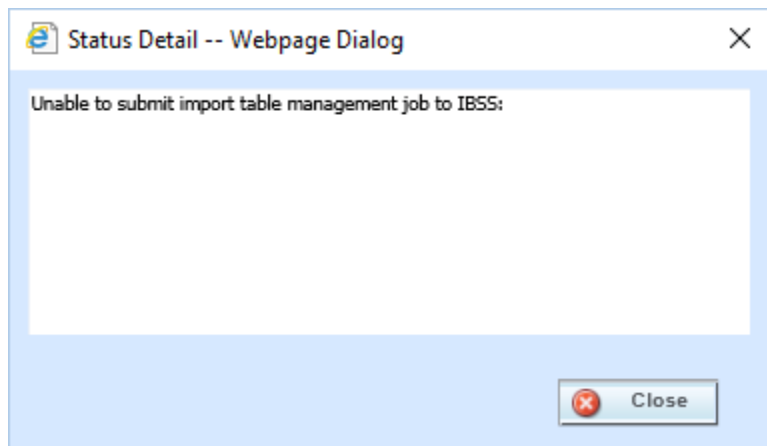 Status Detail -- Webpage Dialog
Unable to submit import table management job to IBSS:
Close